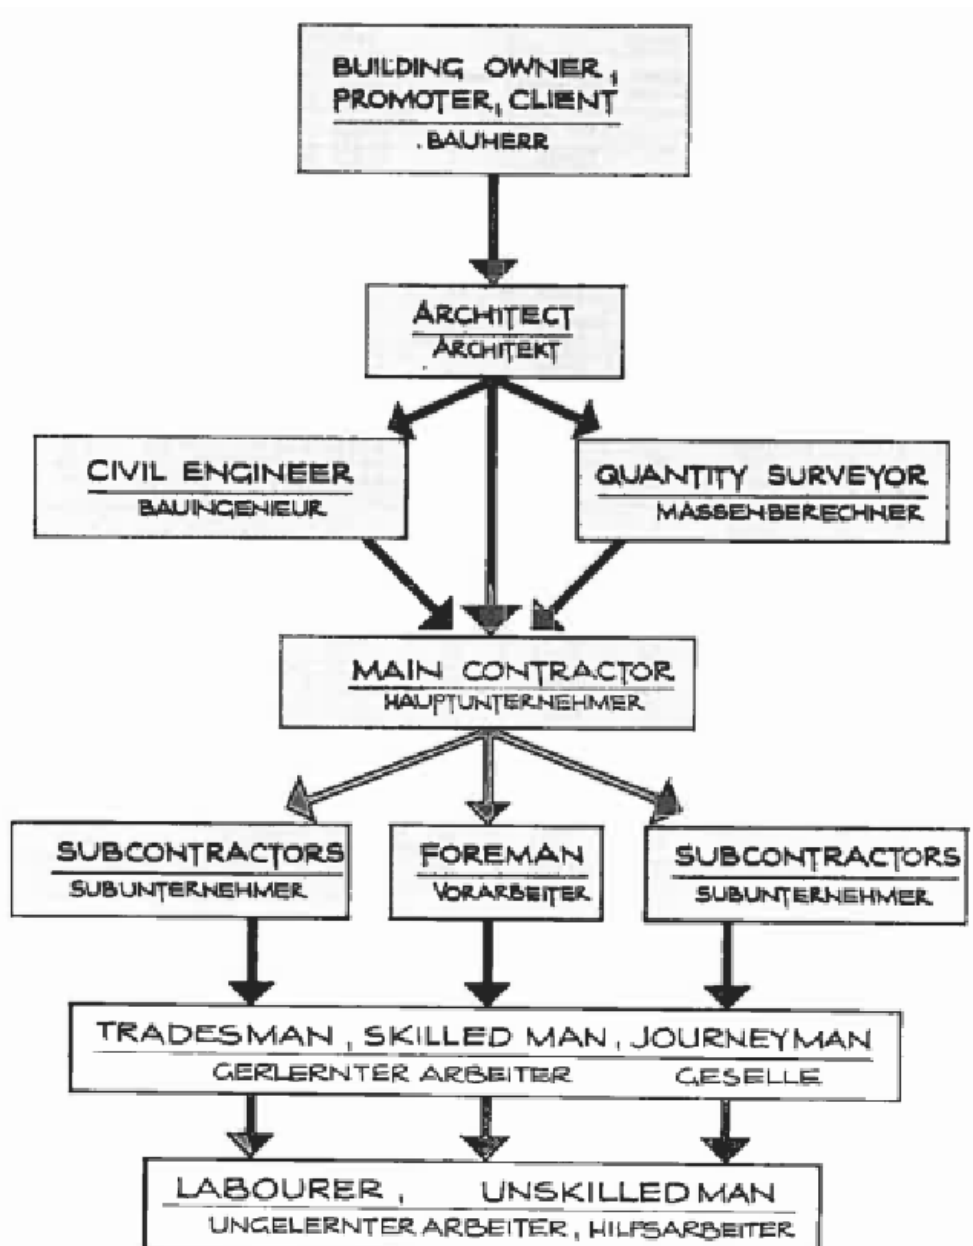 BUILDING OWNER,
PROMOTER, CLIENT
BAUHERR
ARCHITECT
ARCHITEKT
CIVIL ENGINEER
BAUINGENIEUR
QUANTITY SURVEYOR
MASSENBERECHNER
MAIN CONTRACTOR
HAUPTUNTERNEHMER
SUBCONTRACTORS
SUBUNTERNEHMER
FOREMAN
VORARBEITER
SUBCONTRACTORS
SUBUNTERNEHMER
TRADESMAN, SKILLED MAN, JOURNEYMAN
GERLERNTER ARBEITER GESELLE
LABOURER, UNSKILLED MAN
UNGELERNTER ARBEITER, HILFSARBEITER